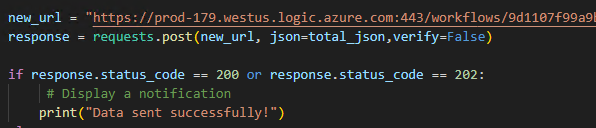 new_url = "https://prod-179.westus.logic.azure.com:443/workflows/9d1107f99a9
response = requests.post(new_url, json=total_json,verify=False)
if response.status_code == 200 or response.status_code == 202:
# Display a notification
print("Data sent successfully!")